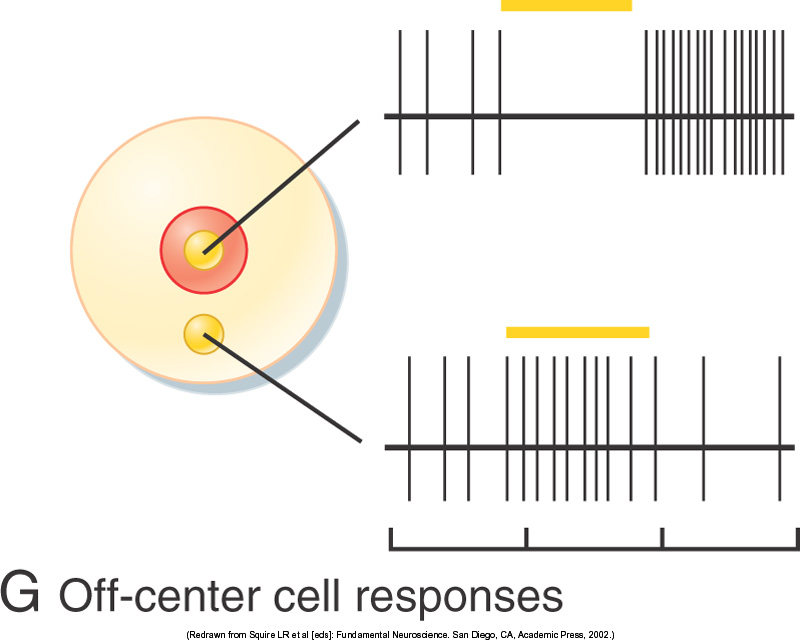 G Off-center cell responses
(Redrawn from Squire LR et al [eds]: Fundamental Neuroscience. San Diego, CA, Academic Press, 2002.)